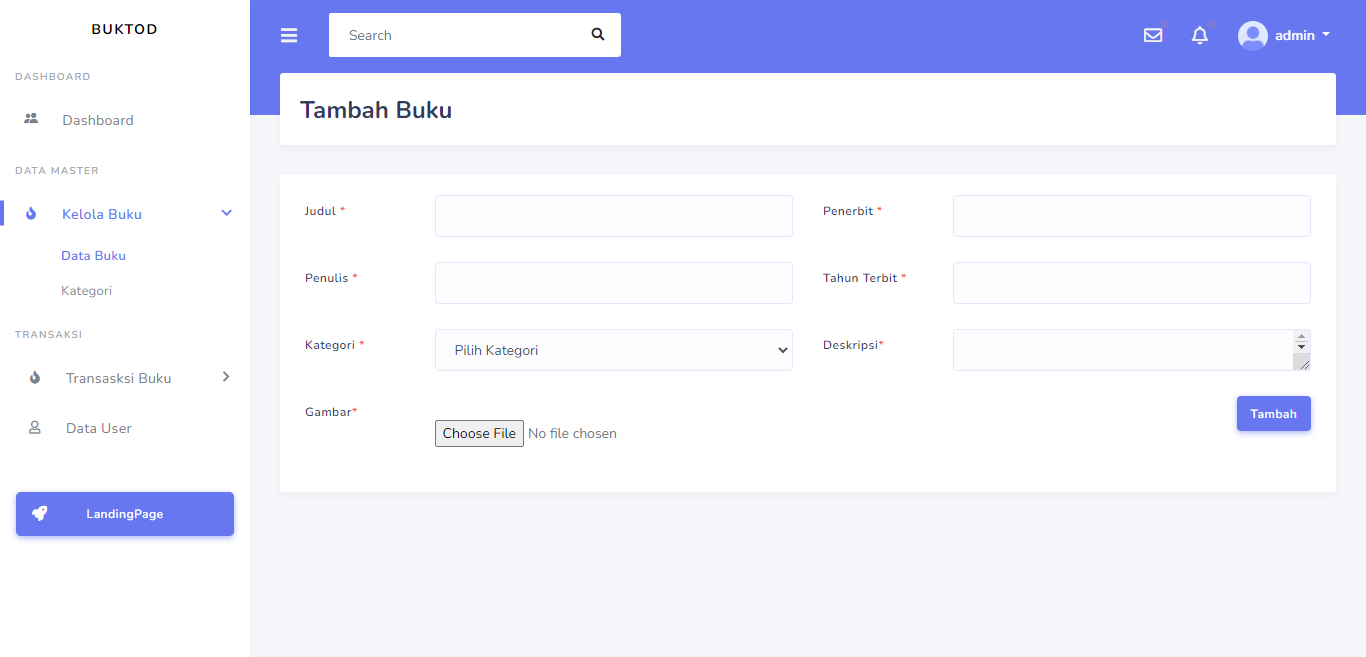 BUKTOD
DASHBOARD
Dashboard
DATA MASTER
Kelola Buku
Data Buku
Kategori
TRANSAKSI
Transasksi Buku
Data User
LandingPage
Search
admin
Tambah Buku
Judul *
Penerbit *
Penulis *
Tahun Terbit *
Kategori *
Pilih Kategori
Deskripsi*
Gambar*
Choose File No file chosen
Tambah